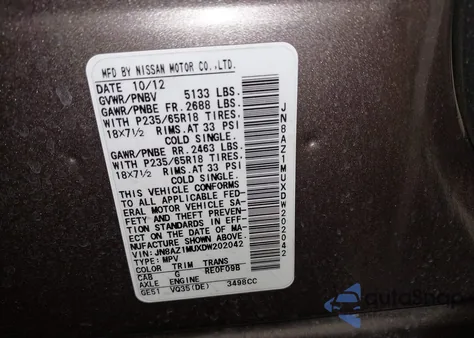 MFD BY NISSAN MOTOR CO.,LTD.
DATE 10/12
GVWR/PNBV 5133 LBS.
GAWR/PNBE FR. 2688 LBS.
WITH P235/65R18 TIRES,
18X7½ RIMS.AT 33 PSI
COLD SINGLE.
GAWR/PNBE RR. 2463 LBS.
WITH P235/65R18 TIRES,
18X7½ RIMS.AT 33 PSI
COLD SINGLE.
THIS VEHICLE CONFORMS
TO ALL APPLICABLE FED-
ERAL MOTOR VEHICLE SA-
FETY AND THEFT PREVEN-
TION STANDARDS IN EFF-
ECT ON THE DATE OF MA-
NUFACTURE SHOWN ABOVE.
VIN: JN8AZ1MUXDW202042
TYPE: MPV
COLOR TRIM TRANS
CAB G RE0F09B
AXLE ENGINE
GE51 VQ35(DE) 3498CC
JN8AZ1MUXDW202042
autoSnap